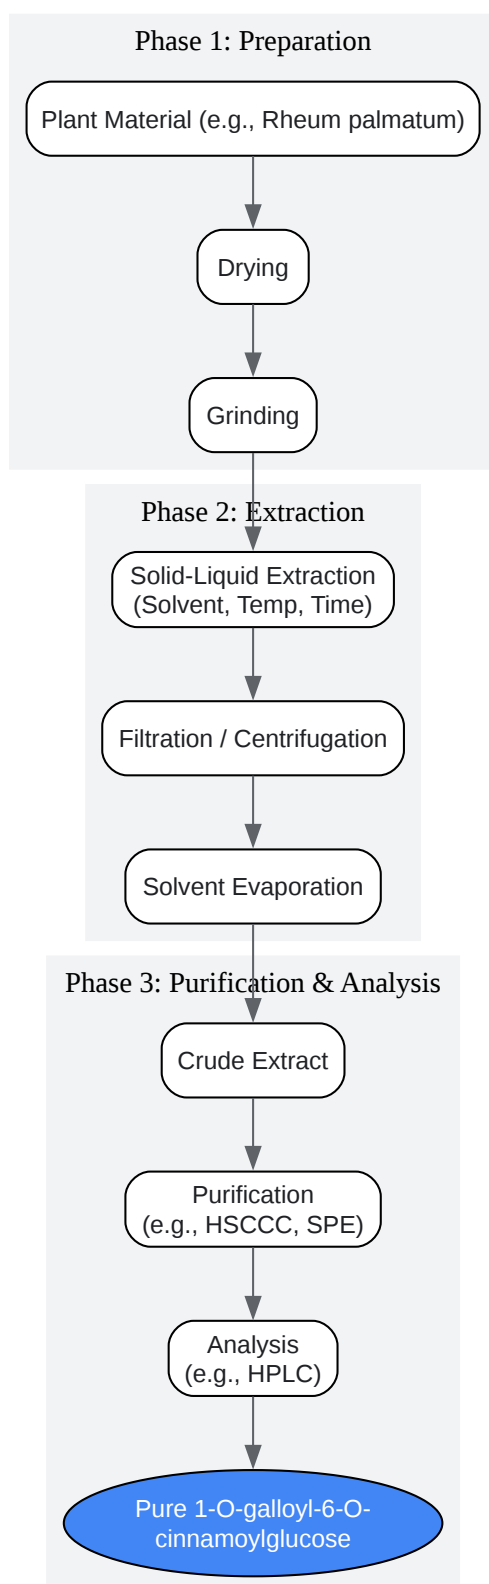 Phase 1: Preparation
Plant Material (e.g., Rheum palmatum)
Drying
Grinding
Phase 2: Extraction
Solid-Liquid Extraction
(Solvent, Temp, Time)
Filtration / Centrifugation
Solvent Evaporation
Phase 3: Purification & Analysis
Crude Extract
Purification
(e.g., HSCCC, SPE)
Analysis
(e.g., HPLC)
Pure 1-O-galloyl-6-O-
cinnamoylglucose